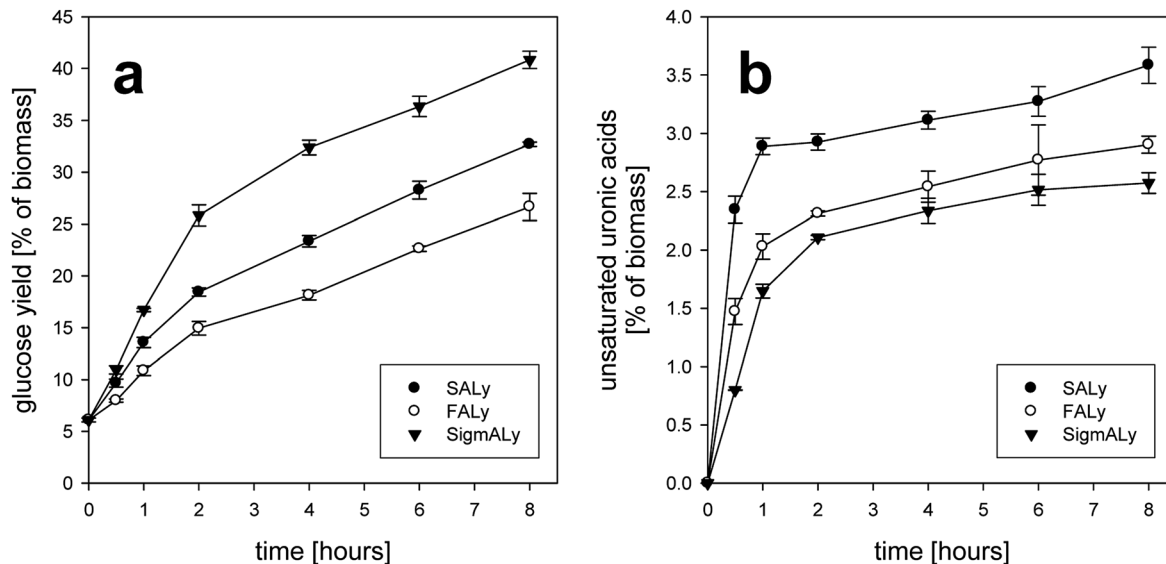 a
glucose yield [% of biomass]
45
40
35
30
25
20
15
10
5
0
0 1 2 3 4 5 6 7 8
time [hours]
SALy
FALy
SigmALy
b
unsaturated uronic acids
[% of biomass]
4.0
3.5
3.0
2.5
2.0
1.5
1.0
0.5
0.0
0 1 2 3 4 5 6 7 8
time [hours]
SALy
FALy
SigmALy